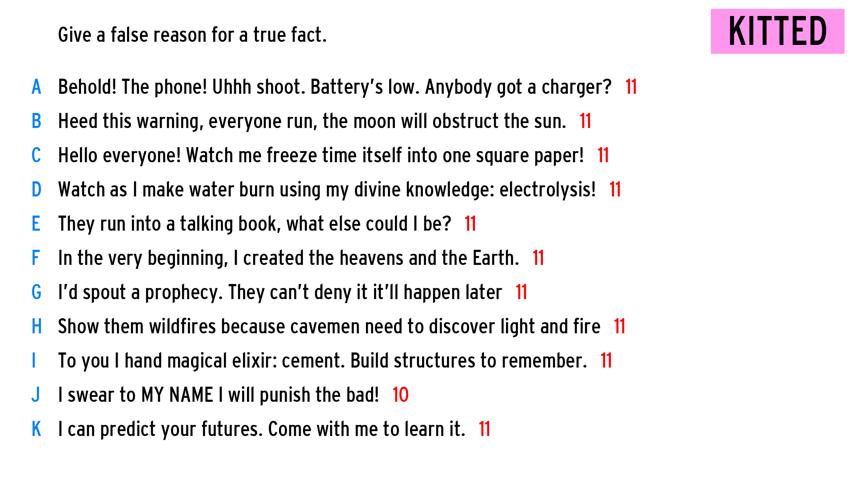 Give a false reason for a true fact.
KITTED
A Behold! The phone! Uhhh shoot. Battery's low. Anybody got a charger? 11
B Heed this warning, everyone run, the moon will obstruct the sun. 11
C Hello everyone! Watch me freeze time itself into one square paper! 11
D Watch as I make water burn using my divine knowledge: electrolysis! 11
E They run into a talking book, what else could I be? 11
F In the very beginning, I created the heavens and the Earth. 11
G I'd spout a prophecy. They can't deny it it'll happen later 11
H Show them wildfires because cavemen need to discover light and fire 11
I To you I hand magical elixir: cement. Build structures to remember. 11
J I swear to MY NAME I will punish the bad! 10
K I can predict your futures. Come with me to learn it. 11